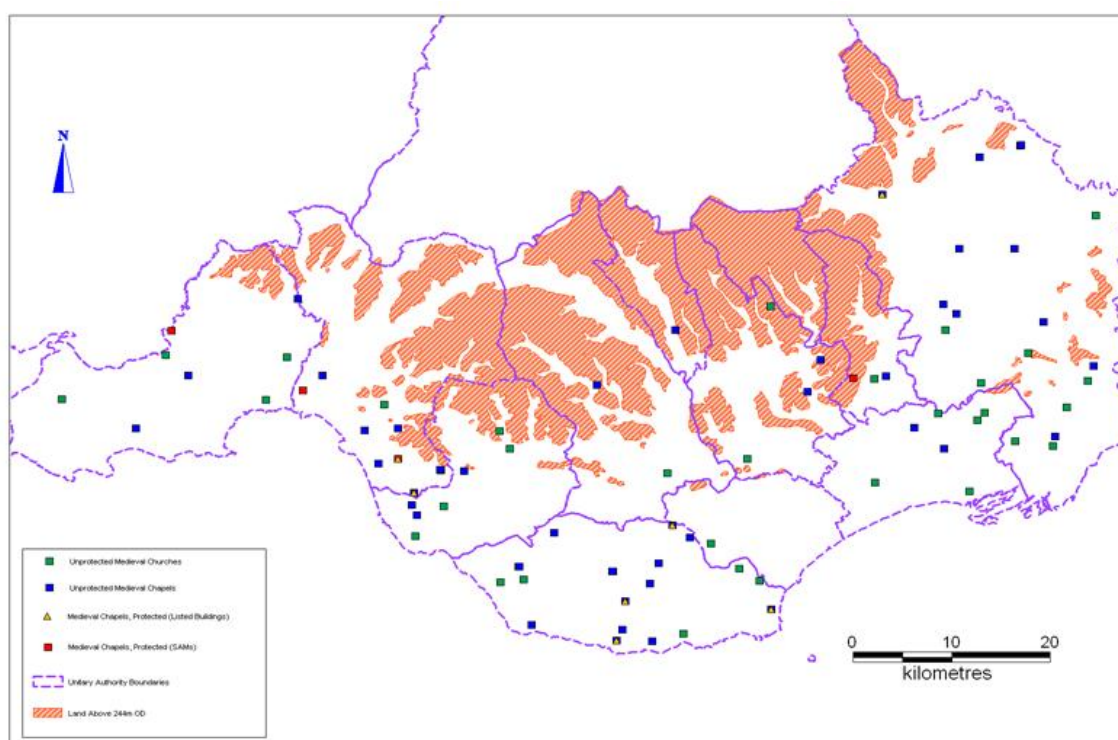 N
Unprotected Medieval Churches
Unprotected Medieval Chapels
Medieval Chapels, Protected (Listed Buildings)
Medieval Chapels, Protected (SAMs)
Unitary Authority Boundaries
Land Above 244m OD
0 10 20
kilometres